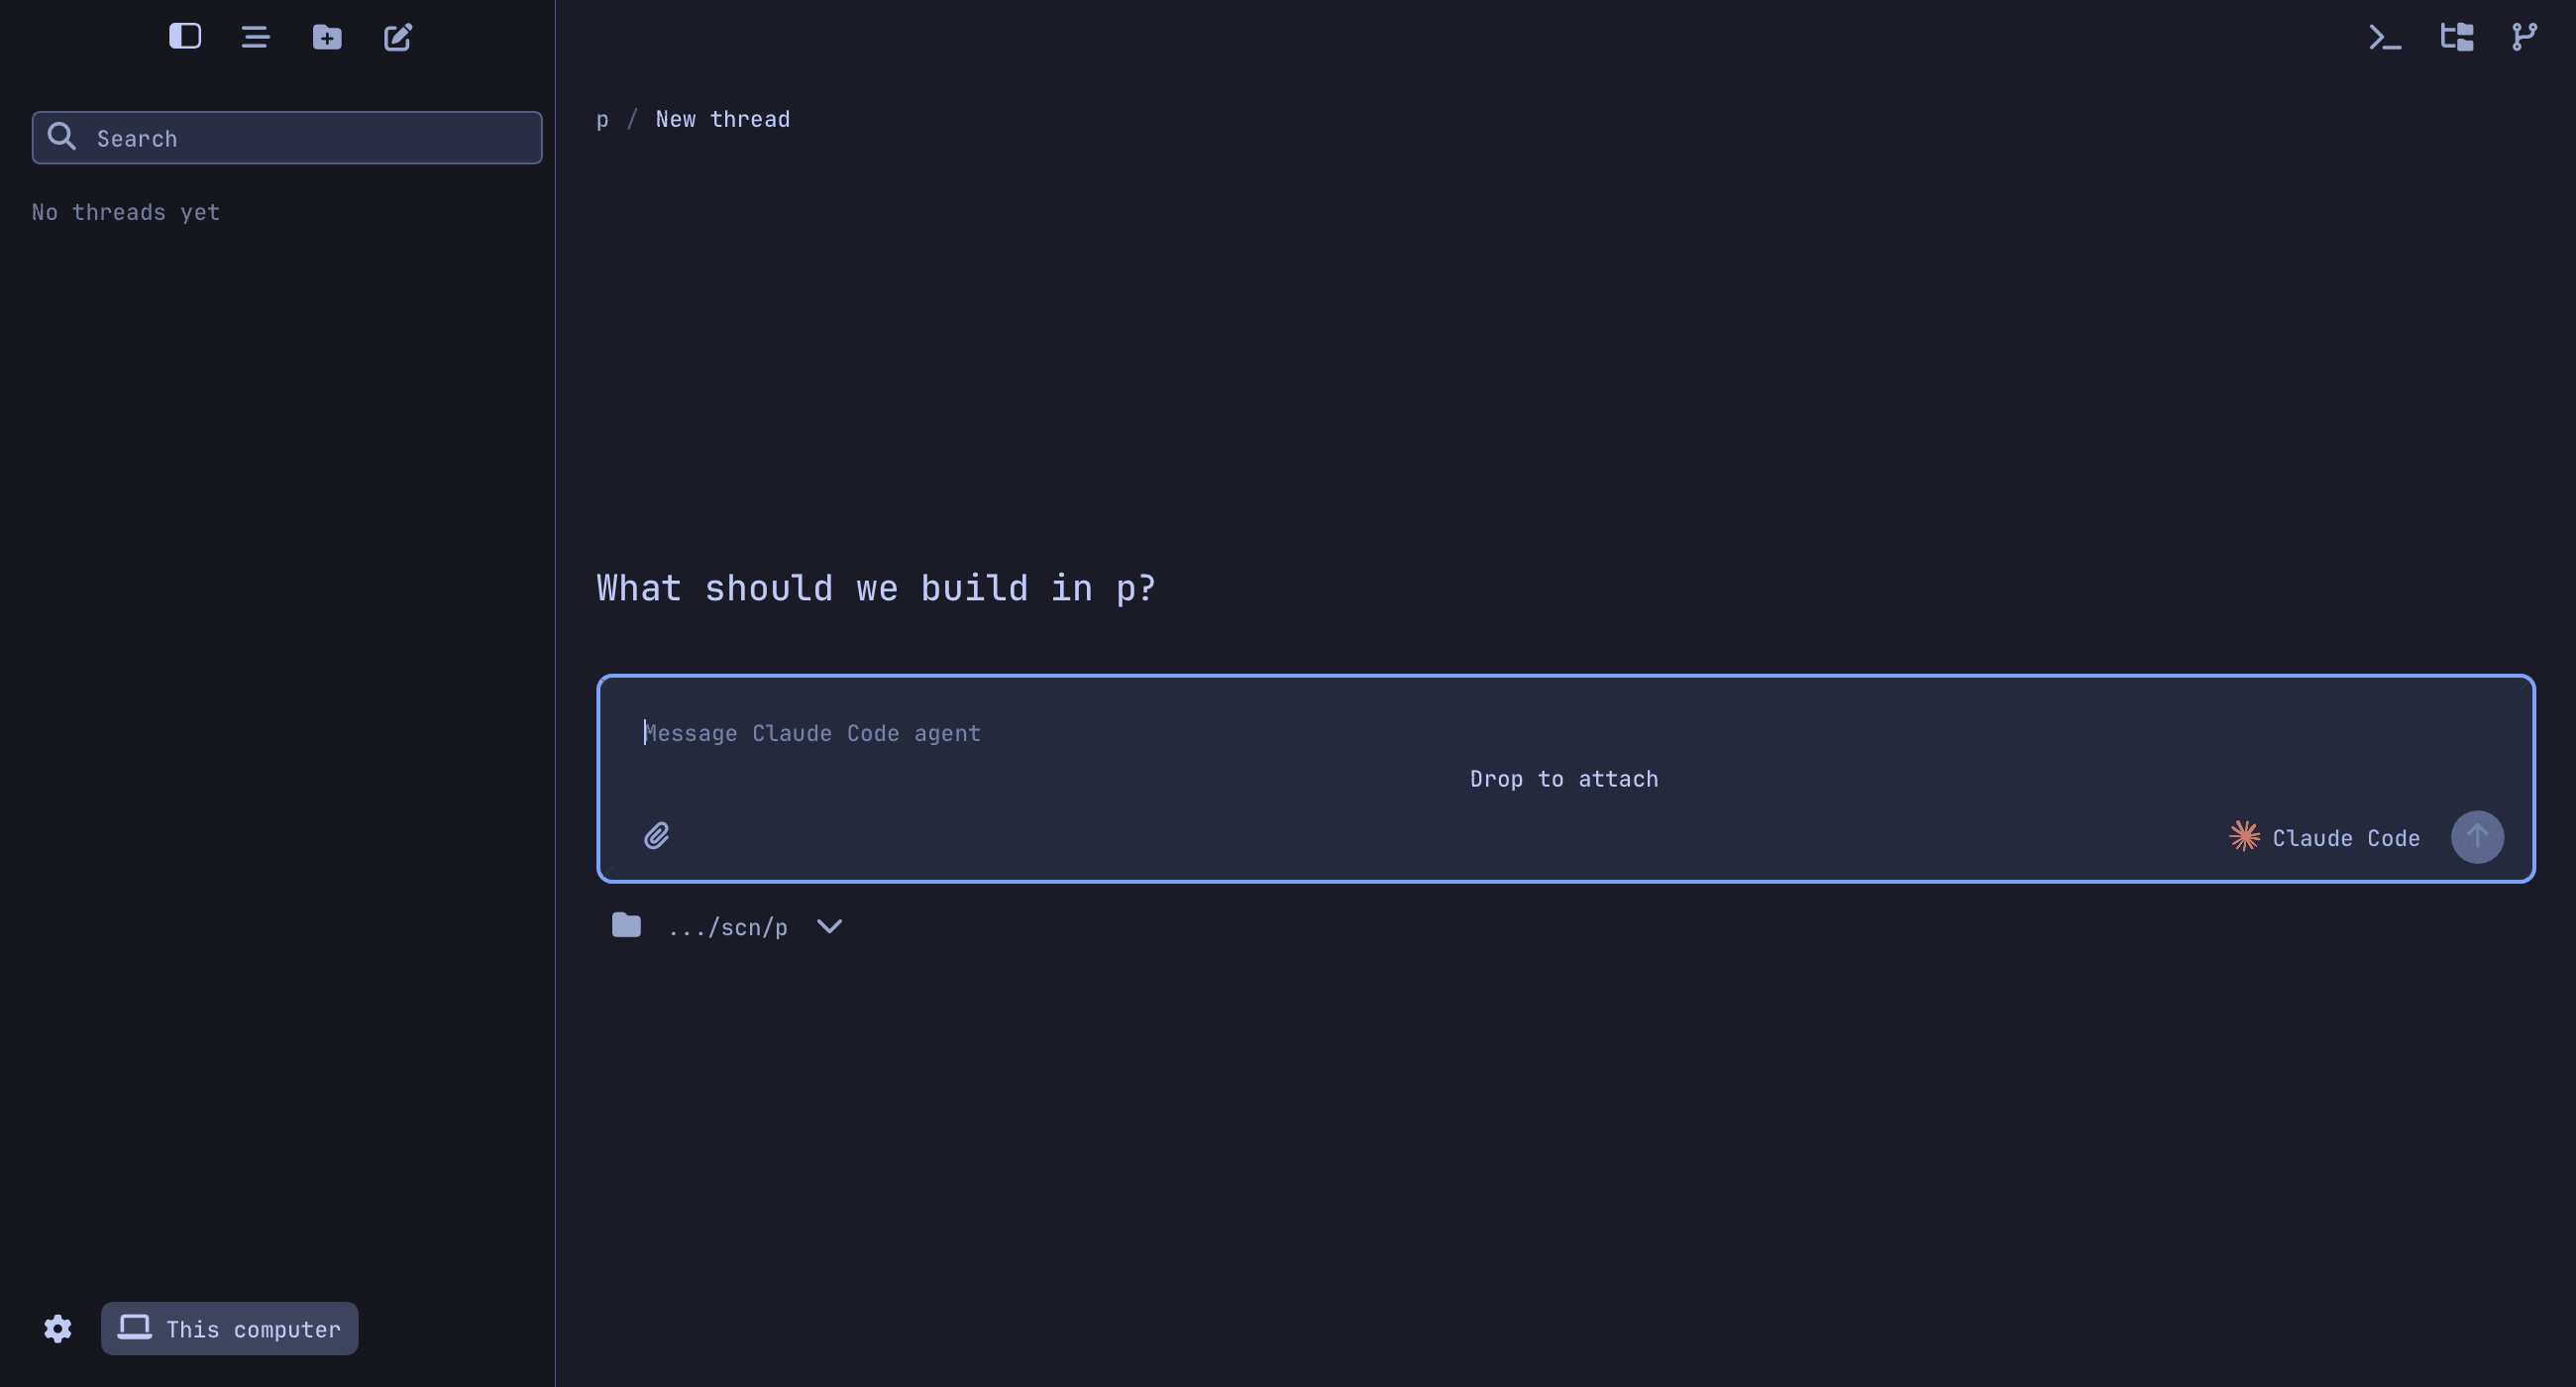 Search
No threads yet
p / New thread
What should we build in p?
Message Claude Code agent
Drop to attach
Claude Code
.../scn/p
This computer